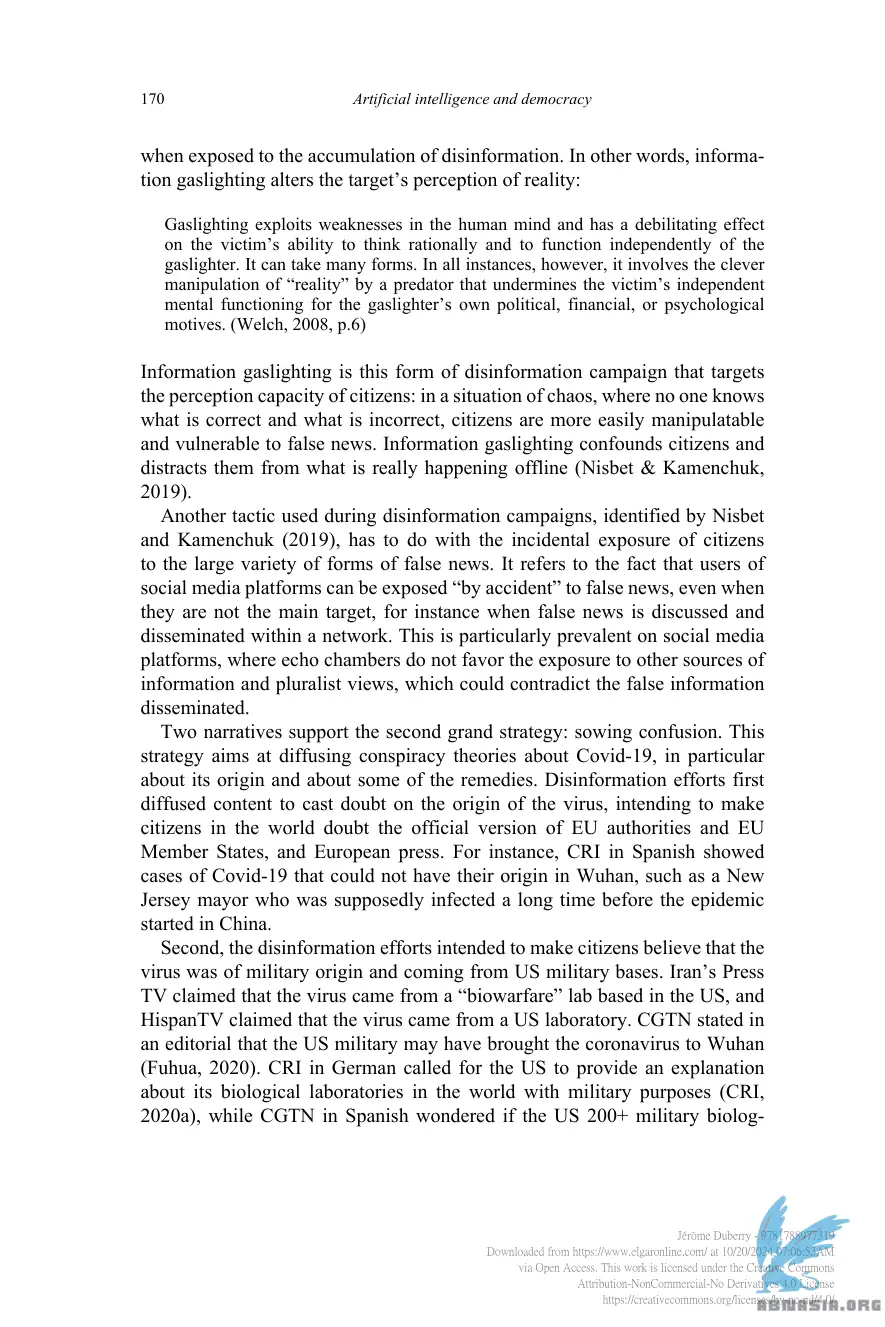 170
Artificial intelligence and democracy
when exposed to the accumulation of disinformation. In other words, informa-
tion gaslighting alters the target’s perception of reality:
Gaslighting exploits weaknesses in the human mind and has a debilitating effect
on the victim’s ability to think rationally and to function independently of the
gaslighter. It can take many forms. In all instances, however, it involves the clever
manipulation of “reality” by a predator that undermines the victim’s independent
mental functioning for the gaslighter’s own political, financial, or psychological
motives. (Welch, 2008, p.6)
Information gaslighting is this form of disinformation campaign that targets
the perception capacity of citizens: in a situation of chaos, where no one knows
what is correct and what is incorrect, citizens are more easily manipulatable
and vulnerable to false news. Information gaslighting confounds citizens and
distracts them from what is really happening offline (Nisbet & Kamenchuk,
2019).
Another tactic used during disinformation campaigns, identified by Nisbet
and Kamenchuk (2019), has to do with the incidental exposure of citizens
to the large variety of forms of false news. It refers to the fact that users of
social media platforms can be exposed “by accident” to false news, even when
they are not the main target, for instance when false news is discussed and
disseminated within a network. This is particularly prevalent on social media
platforms, where echo chambers do not favor the exposure to other sources of
information and pluralist views, which could contradict the false information
disseminated.
Two narratives support the second grand strategy: sowing confusion. This
strategy aims at diffusing conspiracy theories about Covid-19, in particular
about its origin and about some of the remedies. Disinformation efforts first
diffused content to cast doubt on the origin of the virus, intending to make
citizens in the world doubt the official version of EU authorities and EU
Member States, and European press. For instance, CRI in Spanish showed
cases of Covid-19 that could not have their origin in Wuhan, such as a New
Jersey mayor who was supposedly infected a long time before the epidemic
started in China.
Second, the disinformation efforts intended to make citizens believe that the
virus was of military origin and coming from US military bases. Iran’s Press
TV claimed that the virus came from a “biowarfare” lab based in the US, and
HispanTV claimed that the virus came from a US laboratory. CGTN stated in
an editorial that the US military may have brought the coronavirus to Wuhan
(Fuhua, 2020). CRI in German called for the US to provide an explanation
about its biological laboratories in the world with military purposes (CRI,
2020a), while CGTN in Spanish wondered if the US 200+ military biolog-
Jérôme Duberry - 9781788977319
Downloaded from https://www.elgaronline.com/ at 10/20/2024 07:06:52AM
via Open Access. This work is licensed under the Creative Commons
Attribution-NonCommercial-No Derivatives 4.0 License
https://creativecommons.org/licenses/by-nc-nd/4.0/
ABTNASIA.ORG